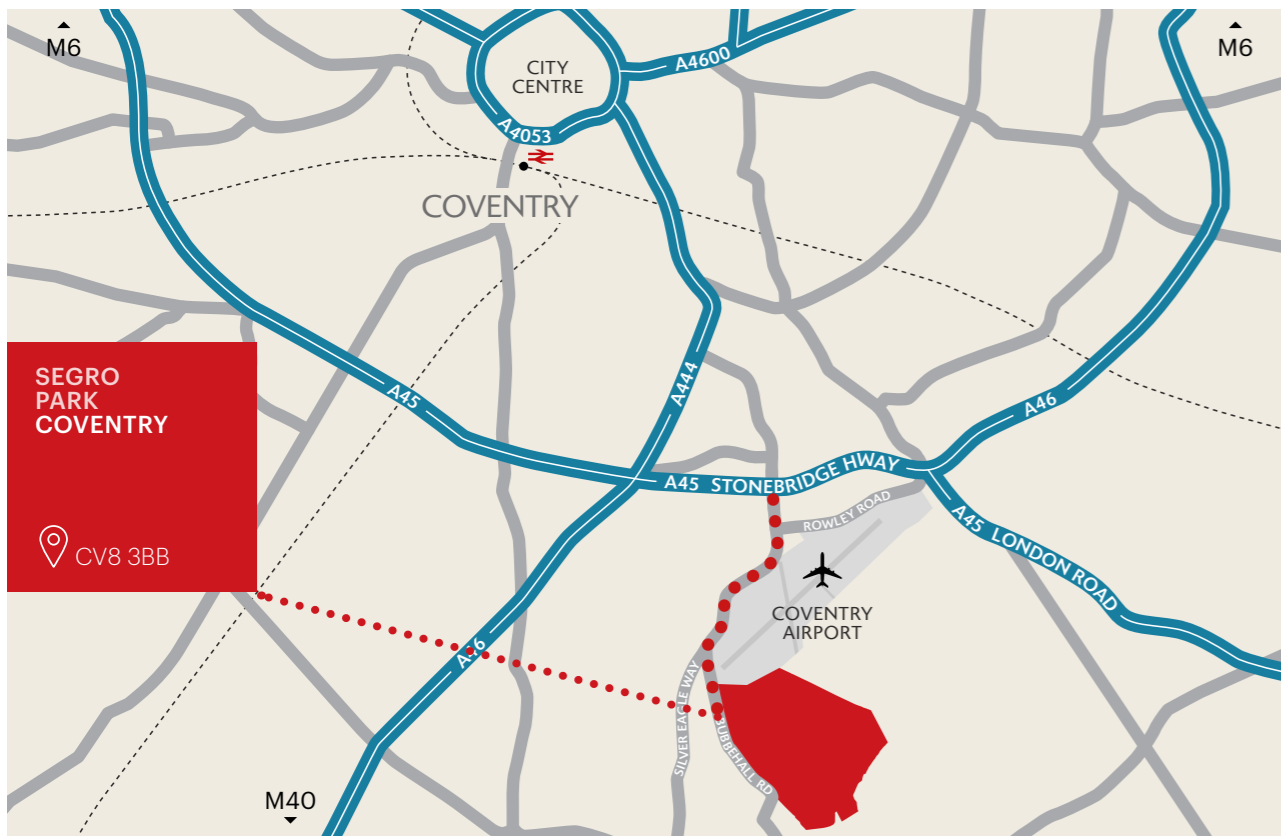 M6
M6
CITY
CENTRE
A4600
A4053
COVENTRY
SEGRO
PARK
COVENTRY
CV8 3BB
A45
A444
A46
A45 STONEBRIDGE HWAY
ROWLEY ROAD
A45 LONDON ROAD
COVENTRY
AIRPORT
A46
SILVER EAGLE WAY
BUBBEHALL RD
M40